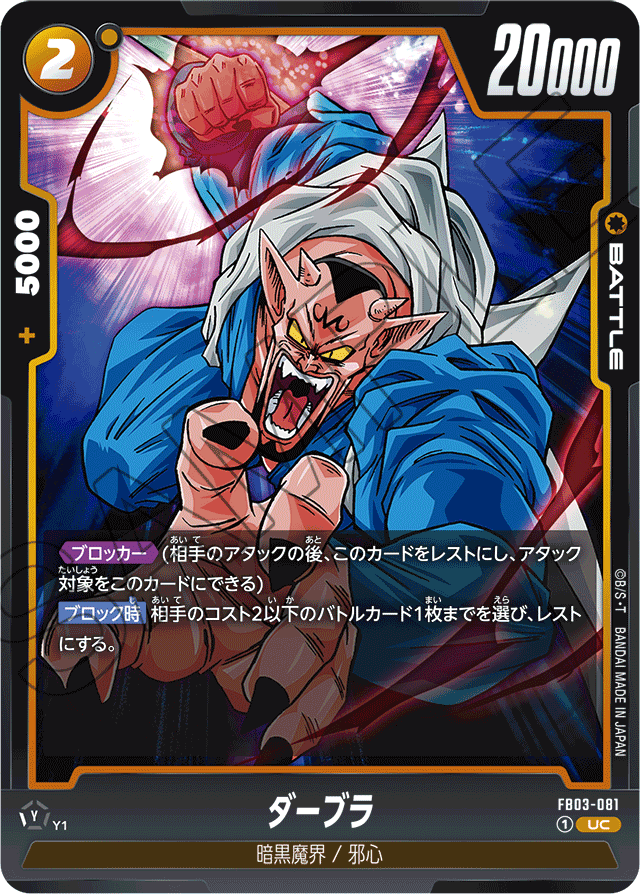 2
20000
+ 5000
BATTLE
SAMPLE
ブロッカー (相手のアタックの後、このカードをレストにし、アタック
対象をこのカードにできる)
ブロック時 相手のコスト2以下のバトルカード1枚までを選び、レスト
にする。
©B/S・T BANDAI MADE IN JAPAN
ダーブラ
FB03-081
Y Y1
1 UC
暗黒魔界 / 邪心